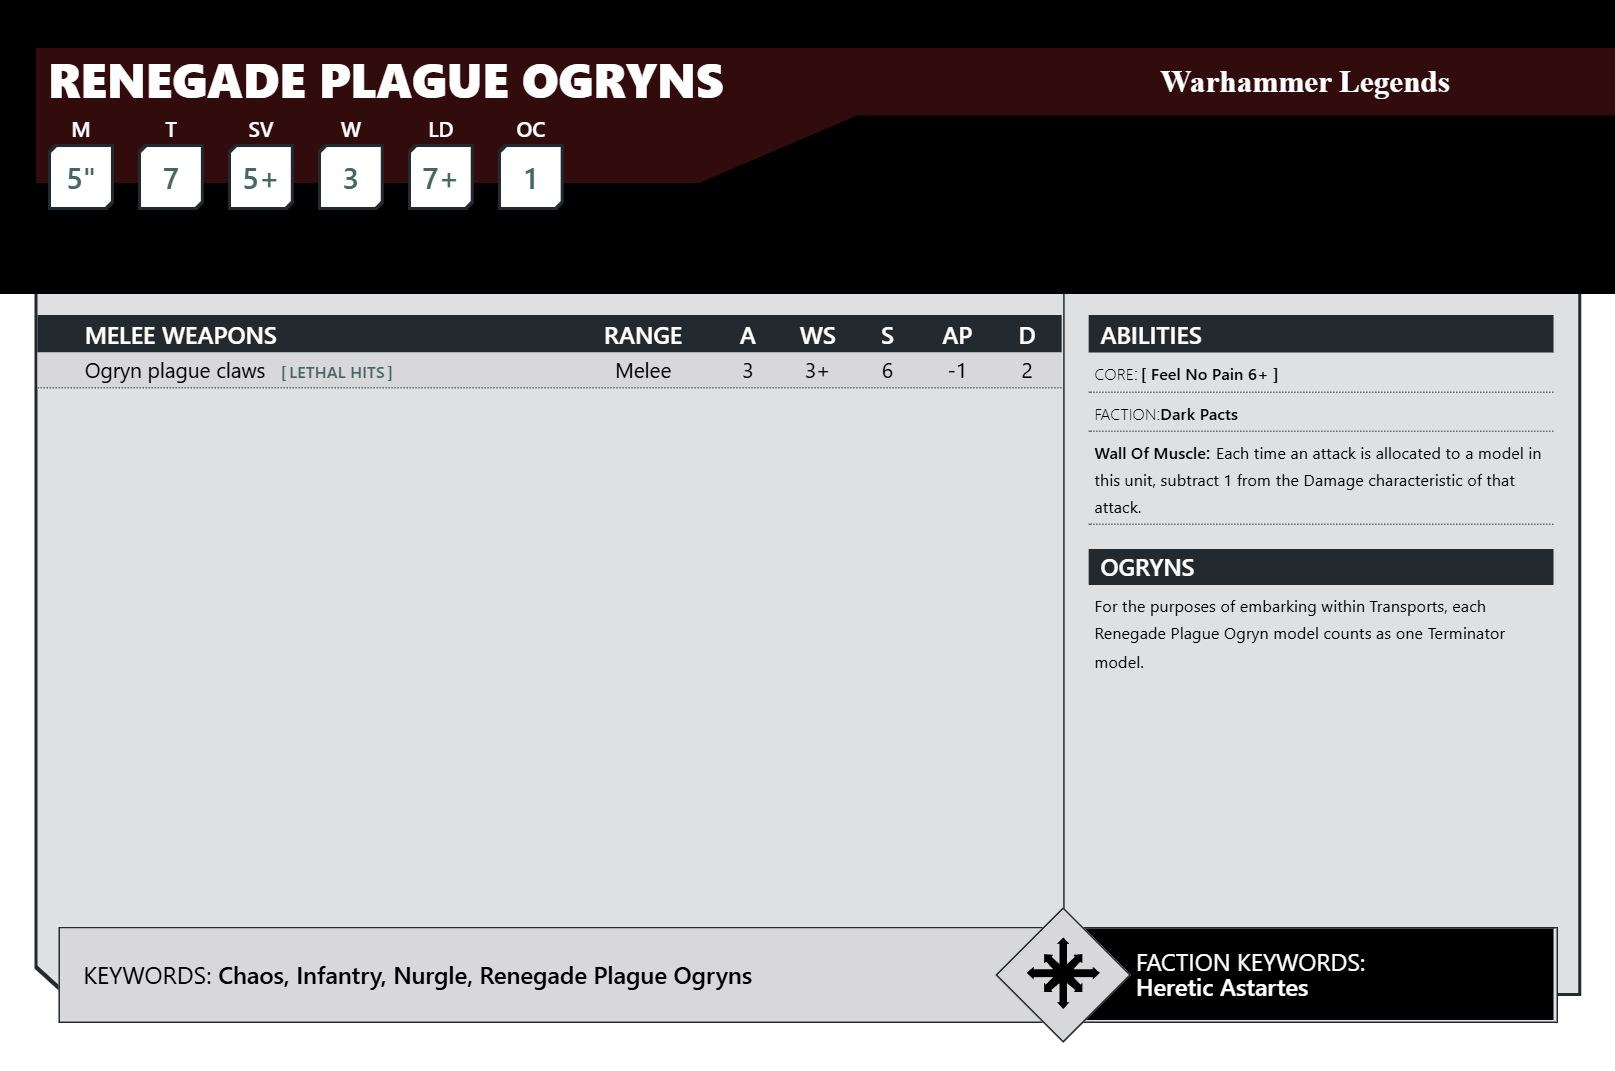 RENEGADE PLAGUE OGRYNS
Warhammer Legends
M T SV W LD OC
5" 7 5+ 3 7+ 1
MELEE WEAPONS RANGE A WS S AP D
Ogryn plague claws [ LETHAL HITS ] Melee 3 3+ 6 -1 2
ABILITIES
CORE: [ Feel No Pain 6+ ]
FACTION:Dark Pacts
Wall Of Muscle: Each time an attack is allocated to a model in
this unit, subtract 1 from the Damage characteristic of that
attack.
OGRYNS
For the purposes of embarking within Transports, each
Renegade Plague Ogryn model counts as one Terminator
model.
KEYWORDS: Chaos, Infantry, Nurgle, Renegade Plague Ogryns
FACTION KEYWORDS:
Heretic Astartes